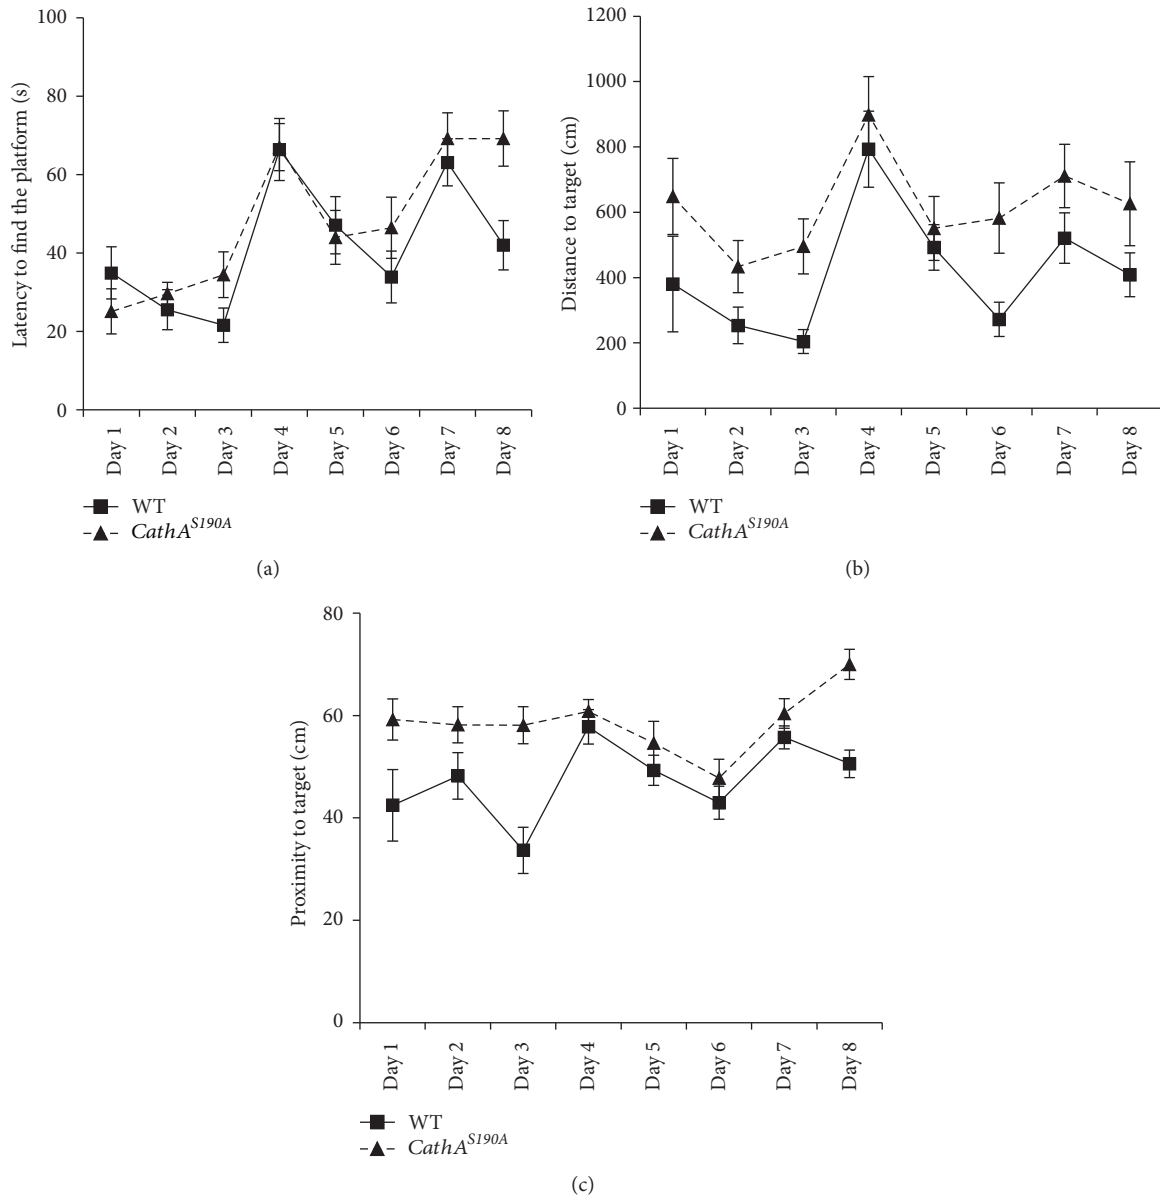 100
80
60
40
20
0
Latency to find the platform (s)
Day 1
Day 2
Day 3
Day 4
Day 5
Day 6
Day 7
Day 8
WT
CathA^S190A
(a)
1200
1000
800
600
400
200
0
Distance to target (cm)
Day 1
Day 2
Day 3
Day 4
Day 5
Day 6
Day 7
Day 8
WT
CathA^S190A
(b)
80
60
40
20
0
Proximity to target (cm)
Day 1
Day 2
Day 3
Day 4
Day 5
Day 6
Day 7
Day 8
WT
CathA^S190A
(c)